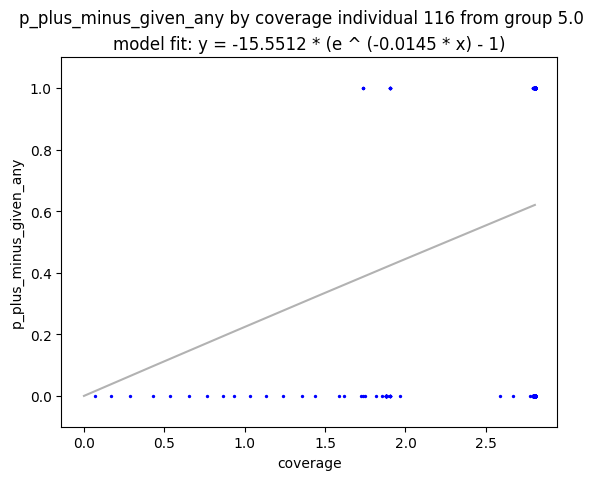 p_plus_minus_given_any by coverage individual 116 from group 5.0
model fit: y = -15.5512 * (e ^ (-0.0145 * x) - 1)
p_plus_minus_given_any
1.0
0.8
0.6
0.4
0.2
0.0
0.0 0.5 1.0 1.5 2.0 2.5
coverage